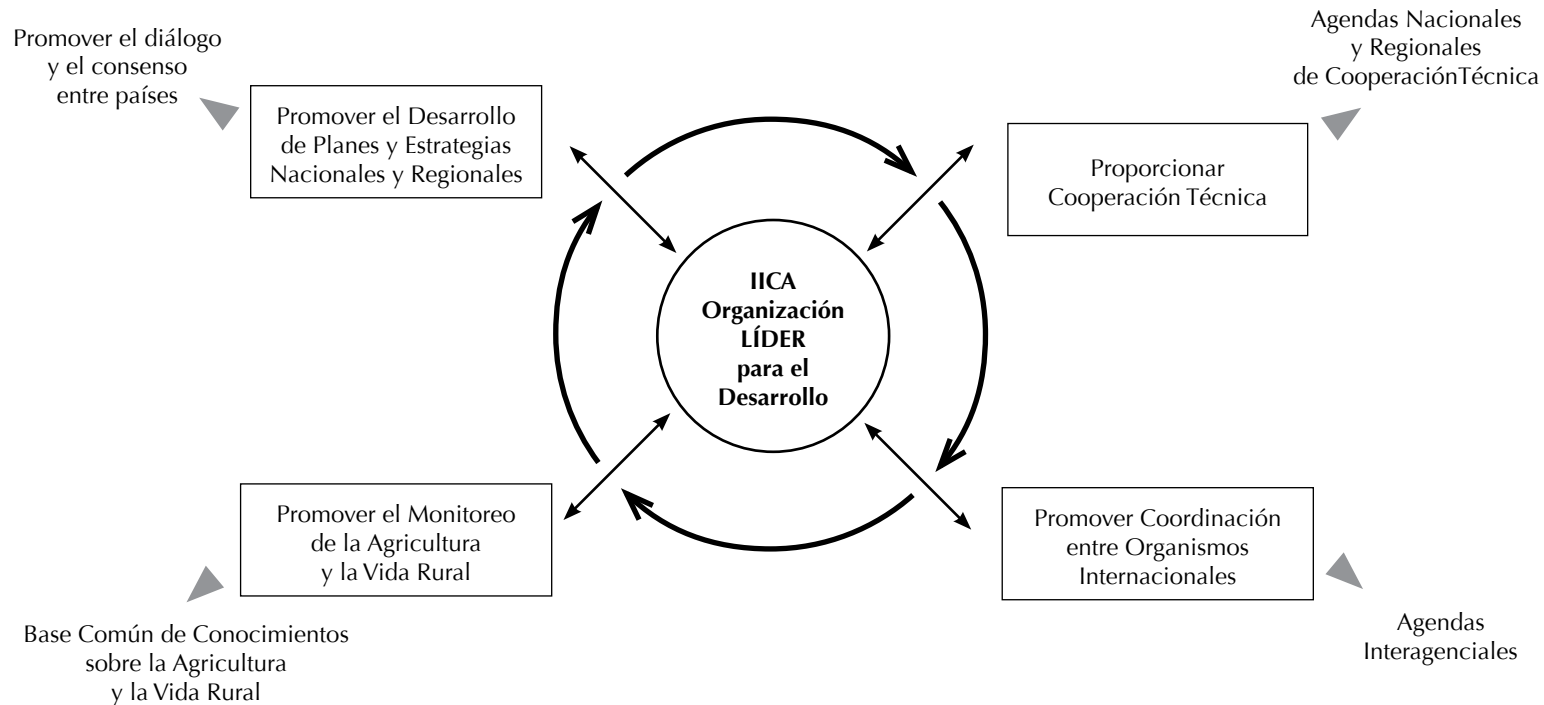 Promover el diálogo
y el consenso
entre países
Agendas Nacionales
y Regionales
de CooperaciónTécnica
Promover el Desarrollo
de Planes y Estrategias
Nacionales y Regionales
Proporcionar
Cooperación Técnica
IICA
Organización
LÍDER
para el
Desarrollo
Promover el Monitoreo
de la Agricultura
y la Vida Rural
Promover Coordinación
entre Organismos
Internacionales
Base Común de Conocimientos
sobre la Agricultura
y la Vida Rural
Agendas
Interagenciales